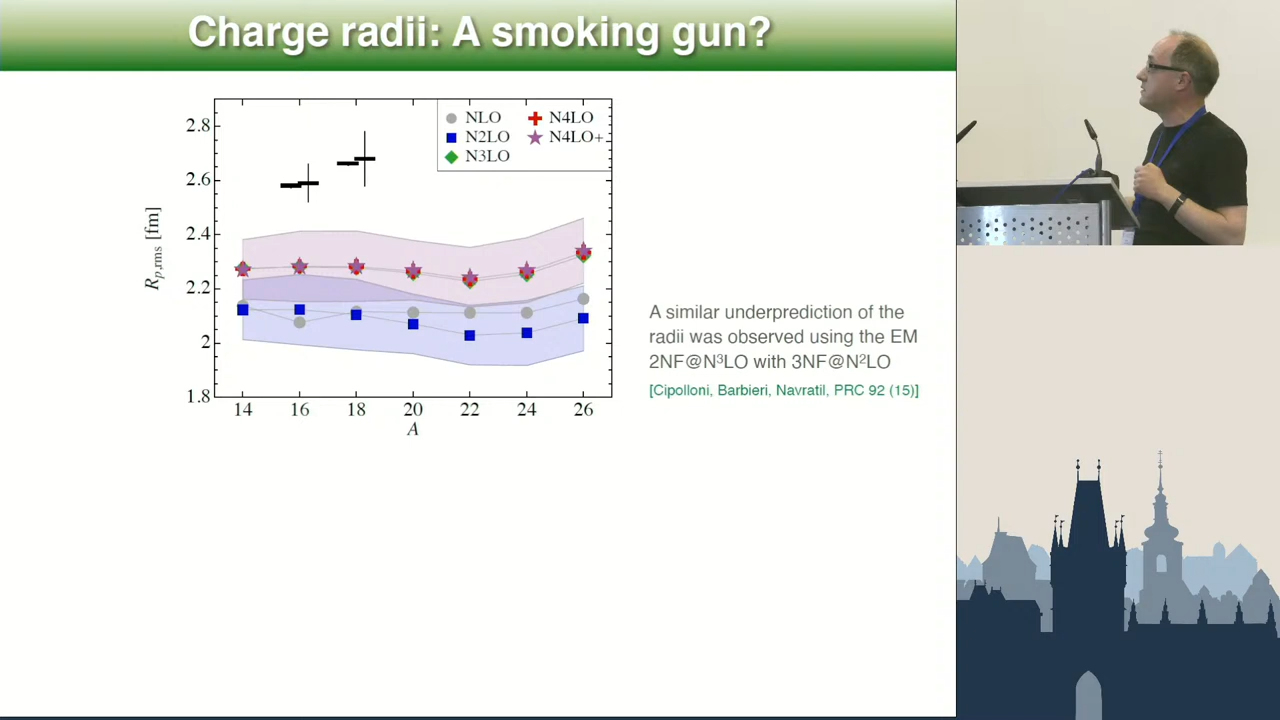 Charge radii: A smoking gun?
NLO
N2LO
N3LO
N4LO
N4LO+
2.8
2.6
2.4
2.2
2
1.8
Rp,rms [fm]
14 16 18 20 22 24 26
A
A similar underprediction of the
radii was observed using the EM
2NF@N³LO with 3NF@N²LO
[Cipolloni, Barbieri, Navratil, PRC 92 (15)]